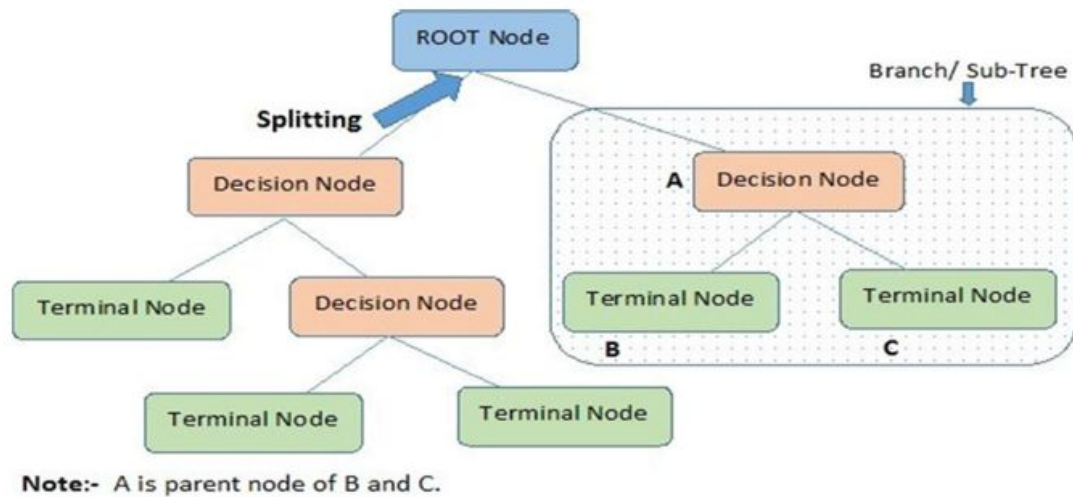 ROOT Node
Branch/ Sub-Tree
Splitting
Decision Node
A
Decision Node
Terminal Node
Decision Node
Terminal Node
Terminal Node
B
C
Terminal Node
Terminal Node
Note:- A is parent node of B and C.